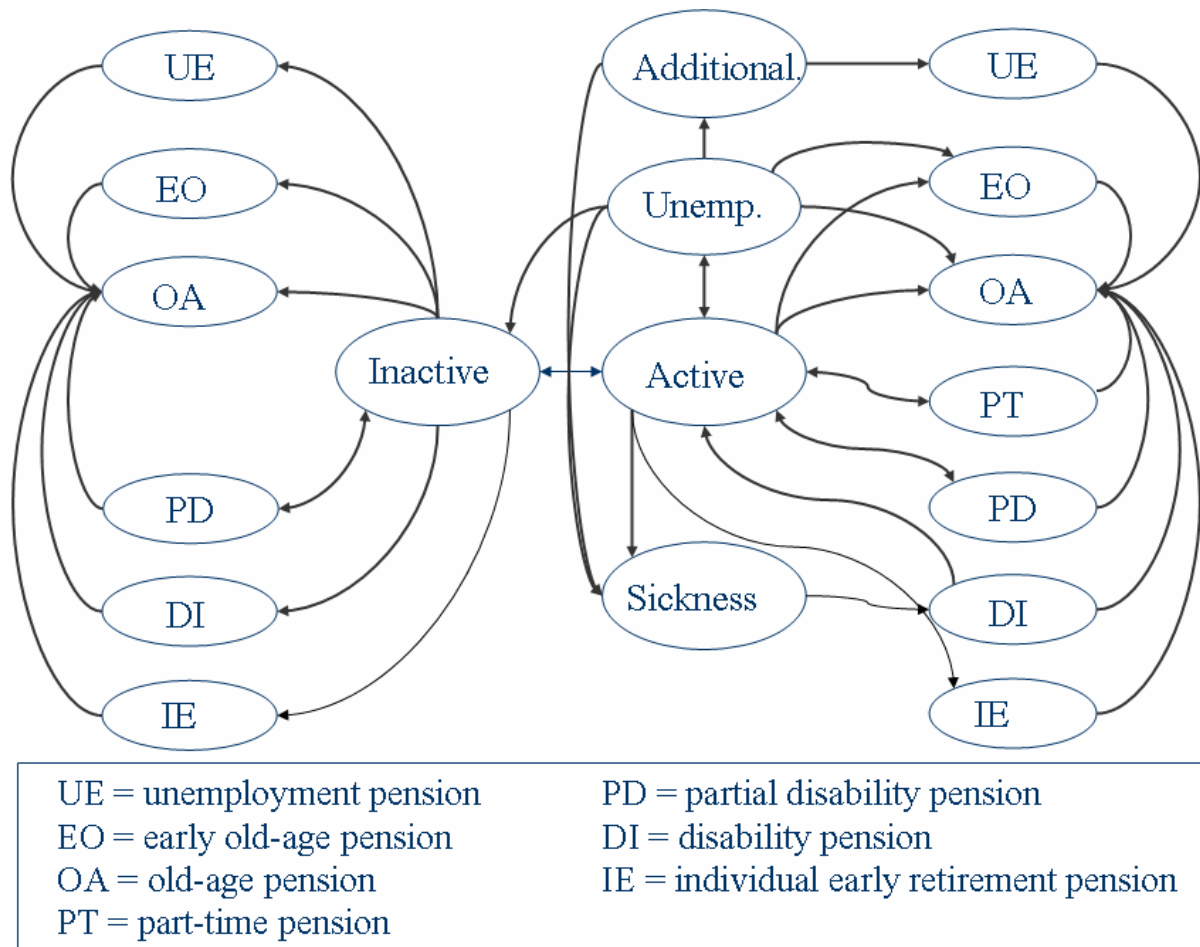 UE
Additional.
UE
EO
Unemp.
EO
OA
OA
Inactive
Active
PT
PD
PD
Sickness
DI
DI
IE
IE
UE = unemployment pension
EO = early old-age pension
OA = old-age pension
PT = part-time pension
PD = partial disability pension
DI = disability pension
IE = individual early retirement pension